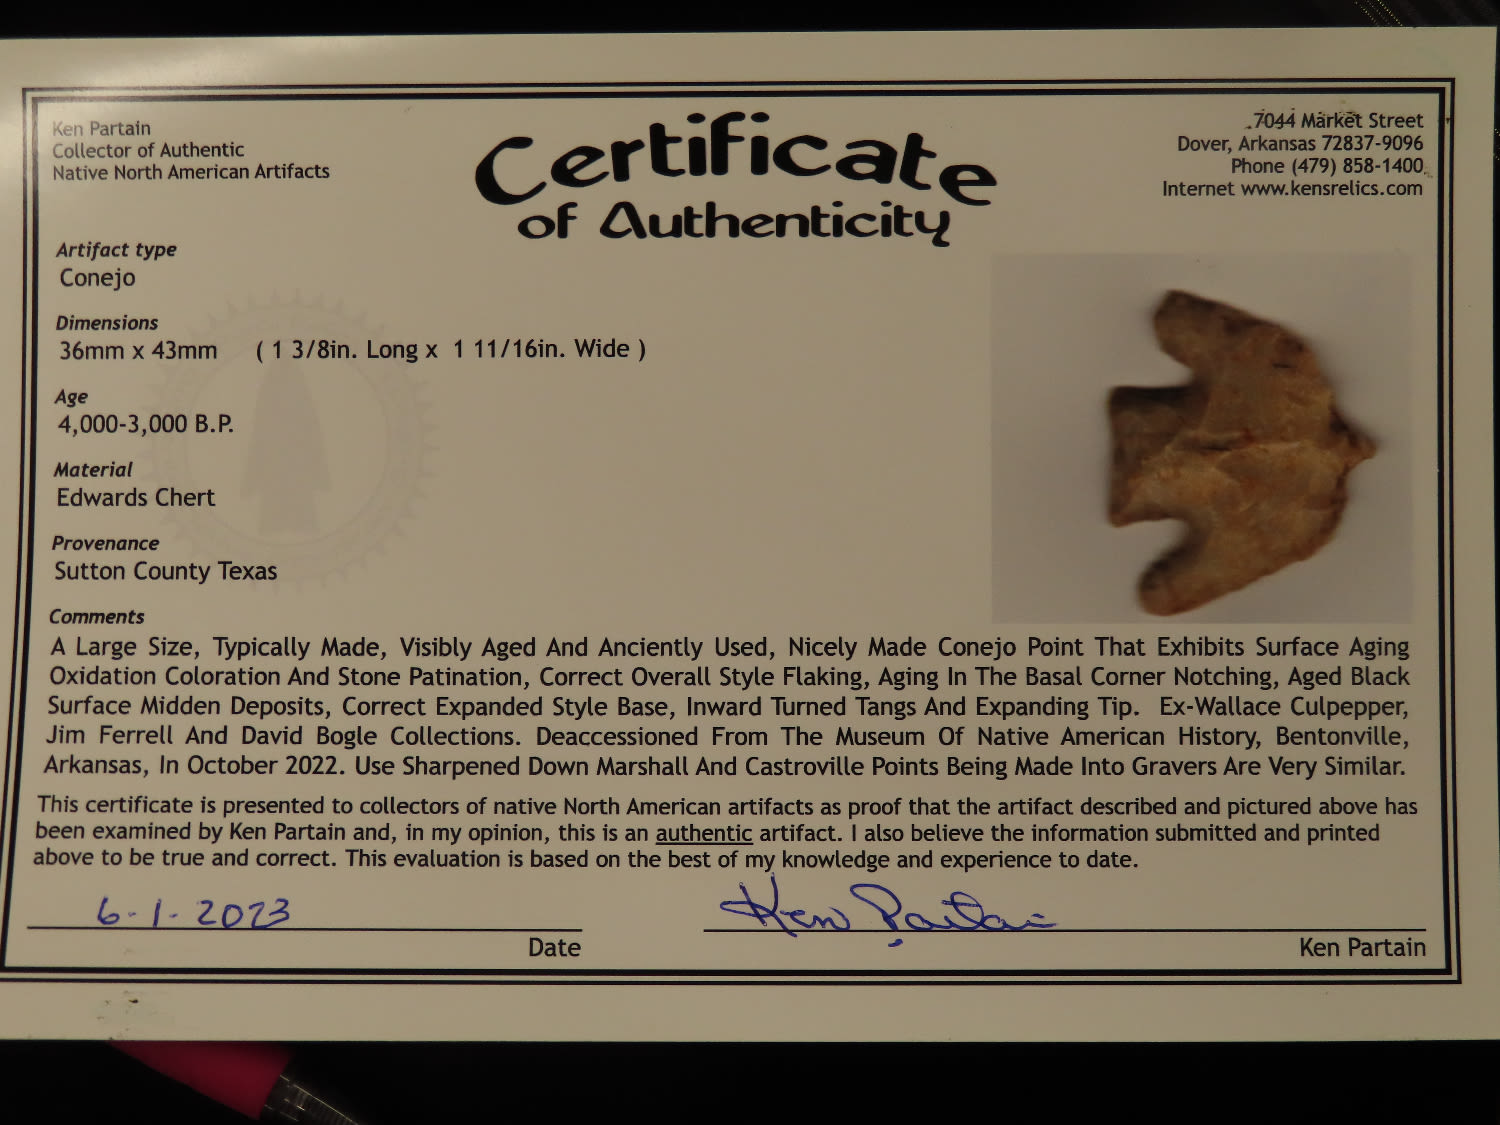 Ken Partain
Collector of Authentic
Native North American Artifacts
Certificate
of Authenticity
7044 Market Street
Dover, Arkansas 72837-9096
Phone (479) 858-1400
Internet www.kensrelics.com
Artifact type
Conejo
Dimensions
36mm x 43mm ( 1 3/8in. Long x 1 11/16in. Wide )
Age
4,000-3,000 B.P.
Material
Edwards Chert
Provenance
Sutton County Texas
Comments
A Large Size, Typically Made, Visibly Aged And Anciently Used, Nicely Made Conejo Point That Exhibits Surface Aging
Oxidation Coloration And Stone Patination, Correct Overall Style Flaking, Aging In The Basal Corner Notching, Aged Black
Surface Midden Deposits, Correct Expanded Style Base, Inward Turned Tangs And Expanding Tip. Ex-Wallace Culpepper,
Jim Ferrell And David Bogle Collections. Deaccessioned From The Museum Of Native American History, Bentonville,
Arkansas, In October 2022. Use Sharpened Down Marshall And Castroville Points Being Made Into Gravers Are Very Similar.
This certificate is presented to collectors of native North American artifacts as proof that the artifact described and pictured above has
been examined by Ken Partain and, in my opinion, this is an authentic artifact. I also believe the information submitted and printed
above to be true and correct. This evaluation is based on the best of my knowledge and experience to date.
6-1-2023
Ken Partain
Date
Ken Partain